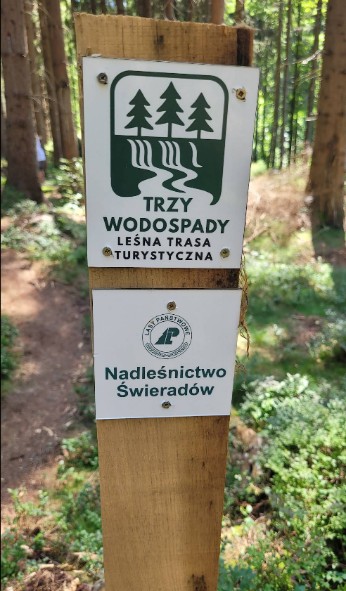 TRZY
WODOSPADY
LEŚNA TRASA
TURYSTYCZNA
LASY PAŃSTWOWE
Nadleśnictwo
Świeradów